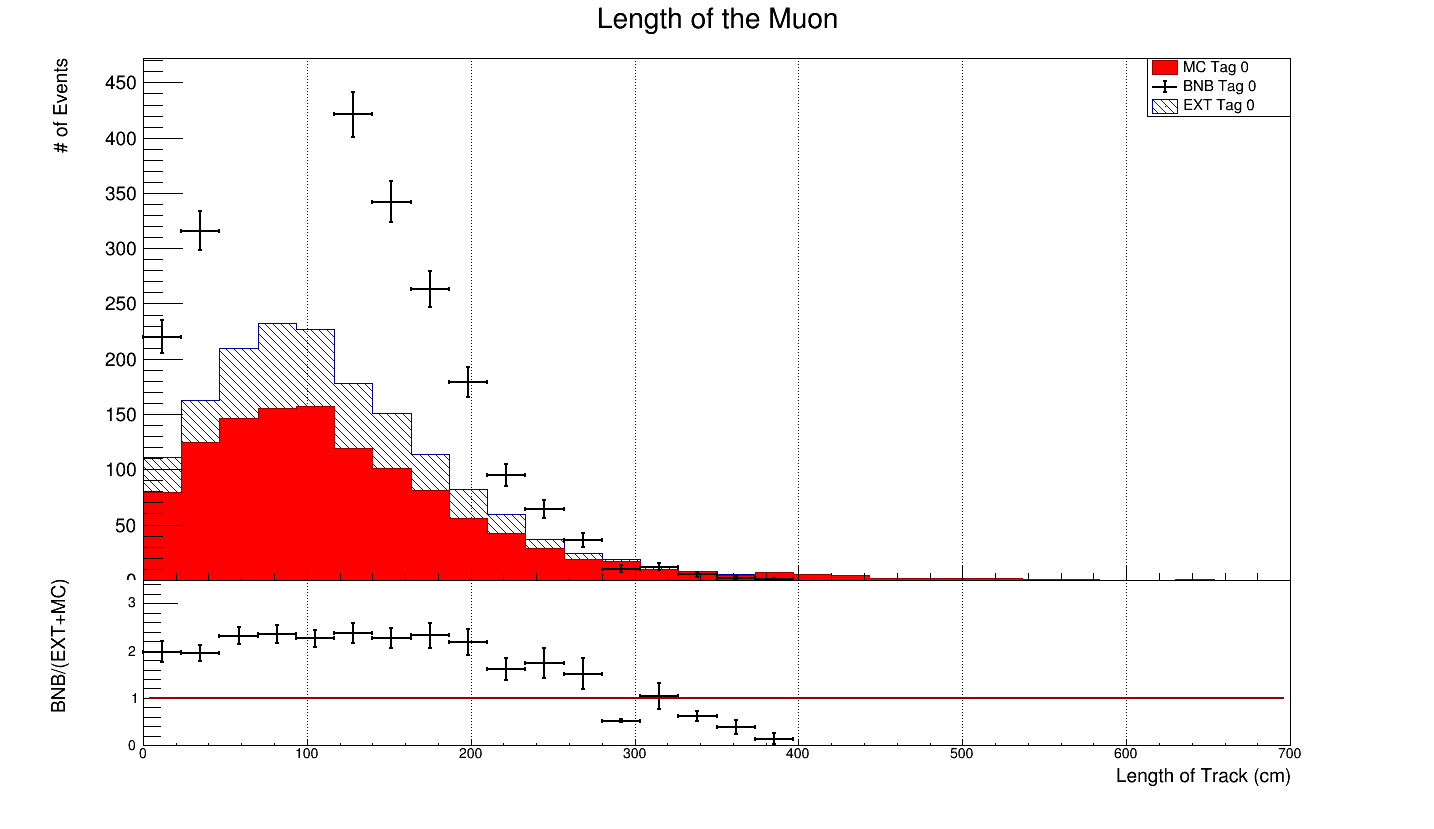 Length of the Muon
# of Events
450
400
350
300
250
200
150
100
50
0
MC Tag 0
BNB Tag 0
EXT Tag 0
BNB/(EXT+MC)
3
2
1
0
0 100 200 300 400 500 600 700
Length of Track (cm)